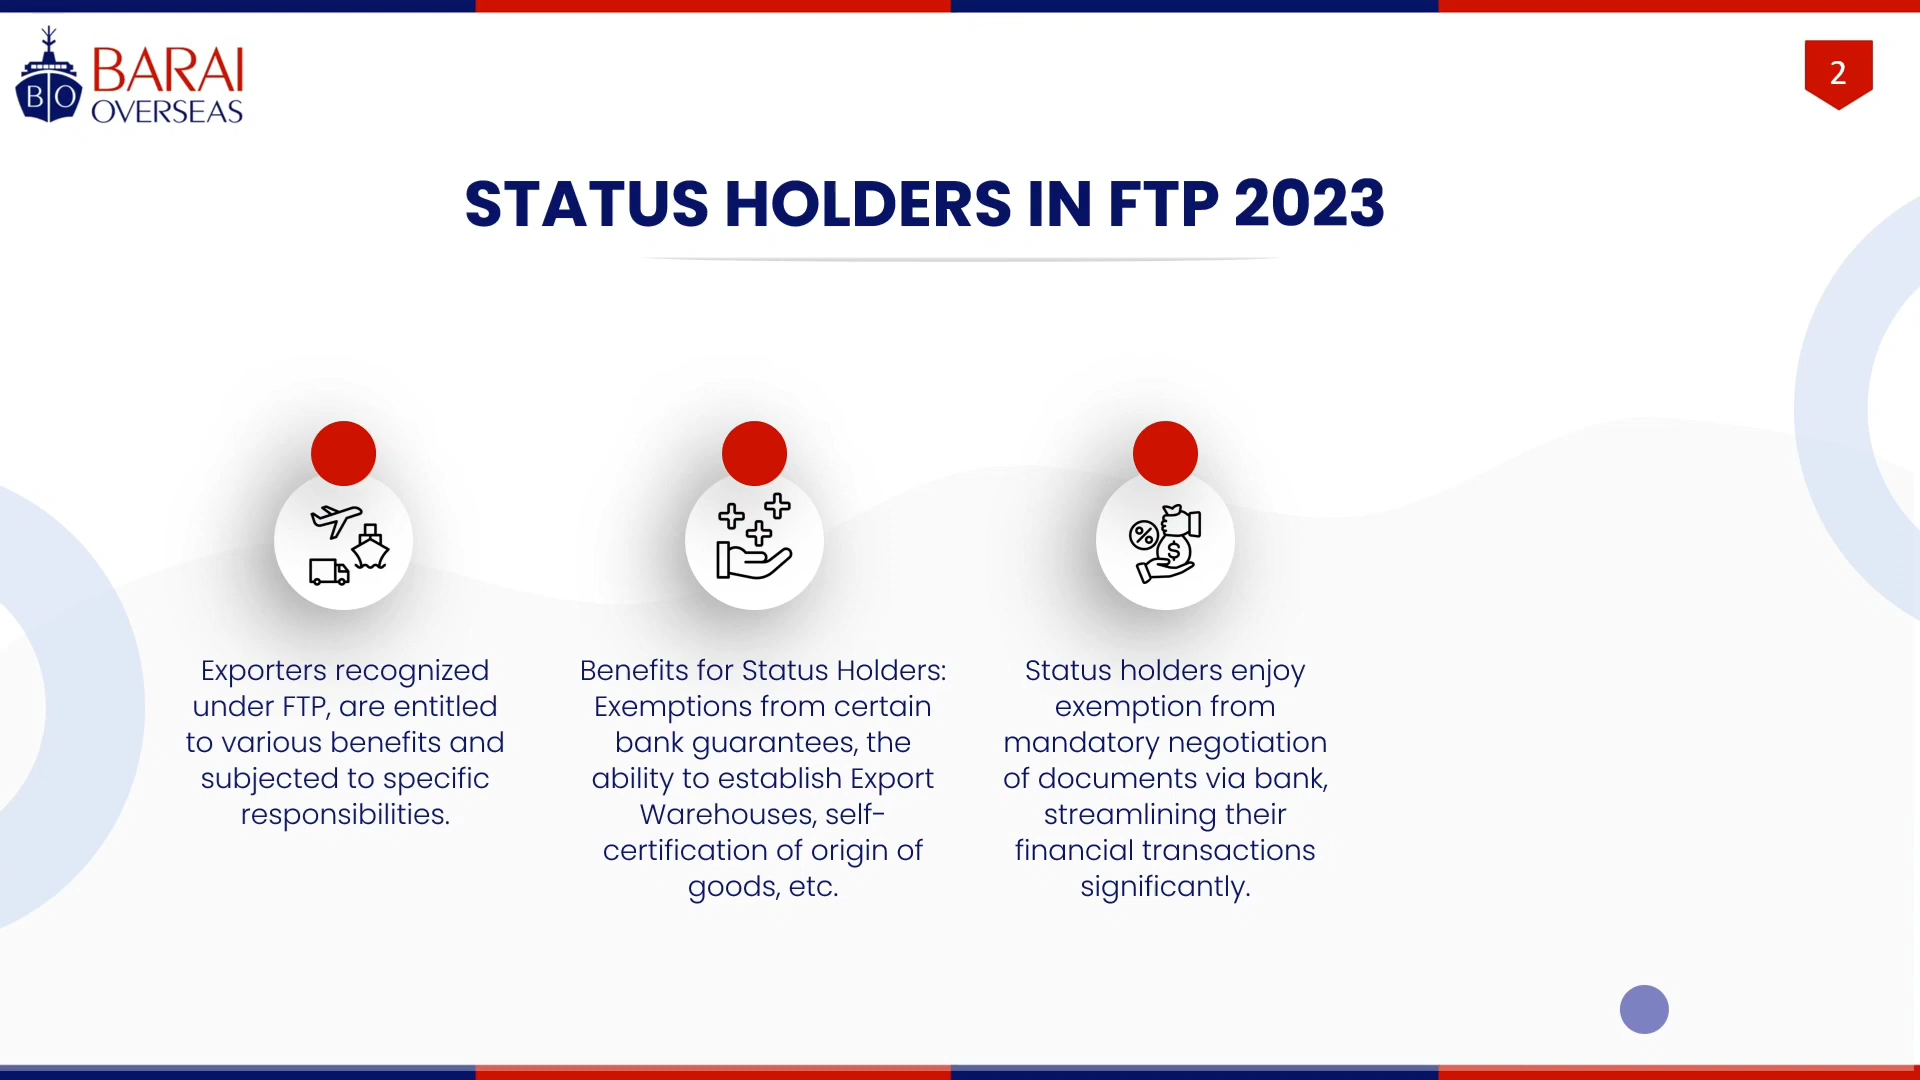 BARAI
BO
OVERSEAS
2
STATUS HOLDERS IN FTP 2023
%
$
Exporters recognized
under FTP, are entitled
to various benefits and
subjected to specific
responsibilities.
Benefits for Status Holders:
Exemptions from certain
bank guarantees, the
ability to establish Export
Warehouses, self-
certification of origin of
goods, etc.
Status holders enjoy
exemption from
mandatory negotiation
of documents via bank,
streamlining their
financial transactions
significantly.